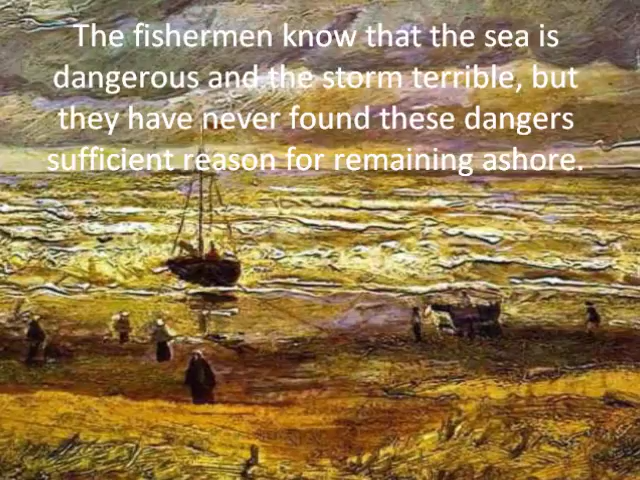 The fishermen know that the sea is
dangerous and the storm terrible, but
they have never found these dangers
sufficient reason for remaining ashore.